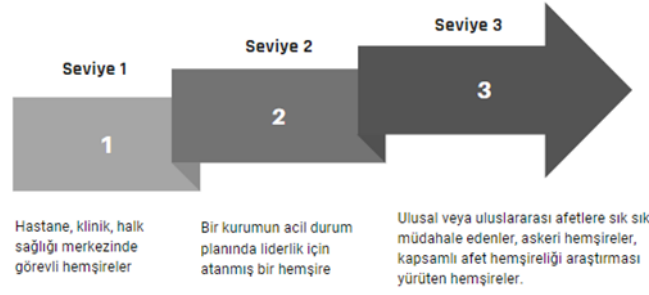 Seviye 1
Seviye 2
Seviye 3
1
2
3
Hastane, klinik, halk
sağlığı merkezinde
görevli hemşireler
Bir kurumun acil durum
planında liderlik için
atanmış bir hemşire
Ulusal veya uluslararası afetlere sık sık
müdahale edenler, askeri hemşireler,
kapsamlı afet hemşireliği araştırması
yürüten hemşireler.